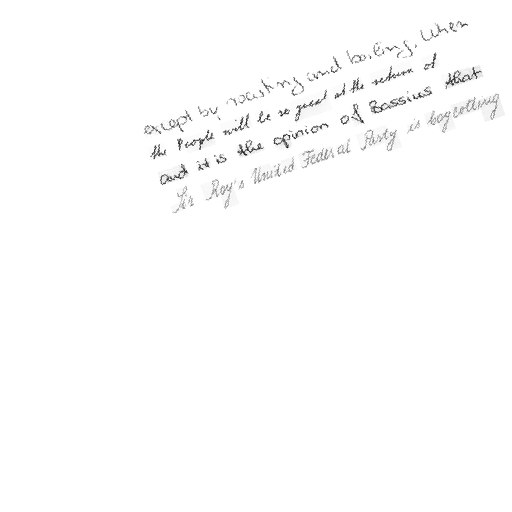 except by roasting and boiling. When
the People will be so great at the return of
and it is the opinion of Bassius that
Sir Roy's United Federal Party is boycotting